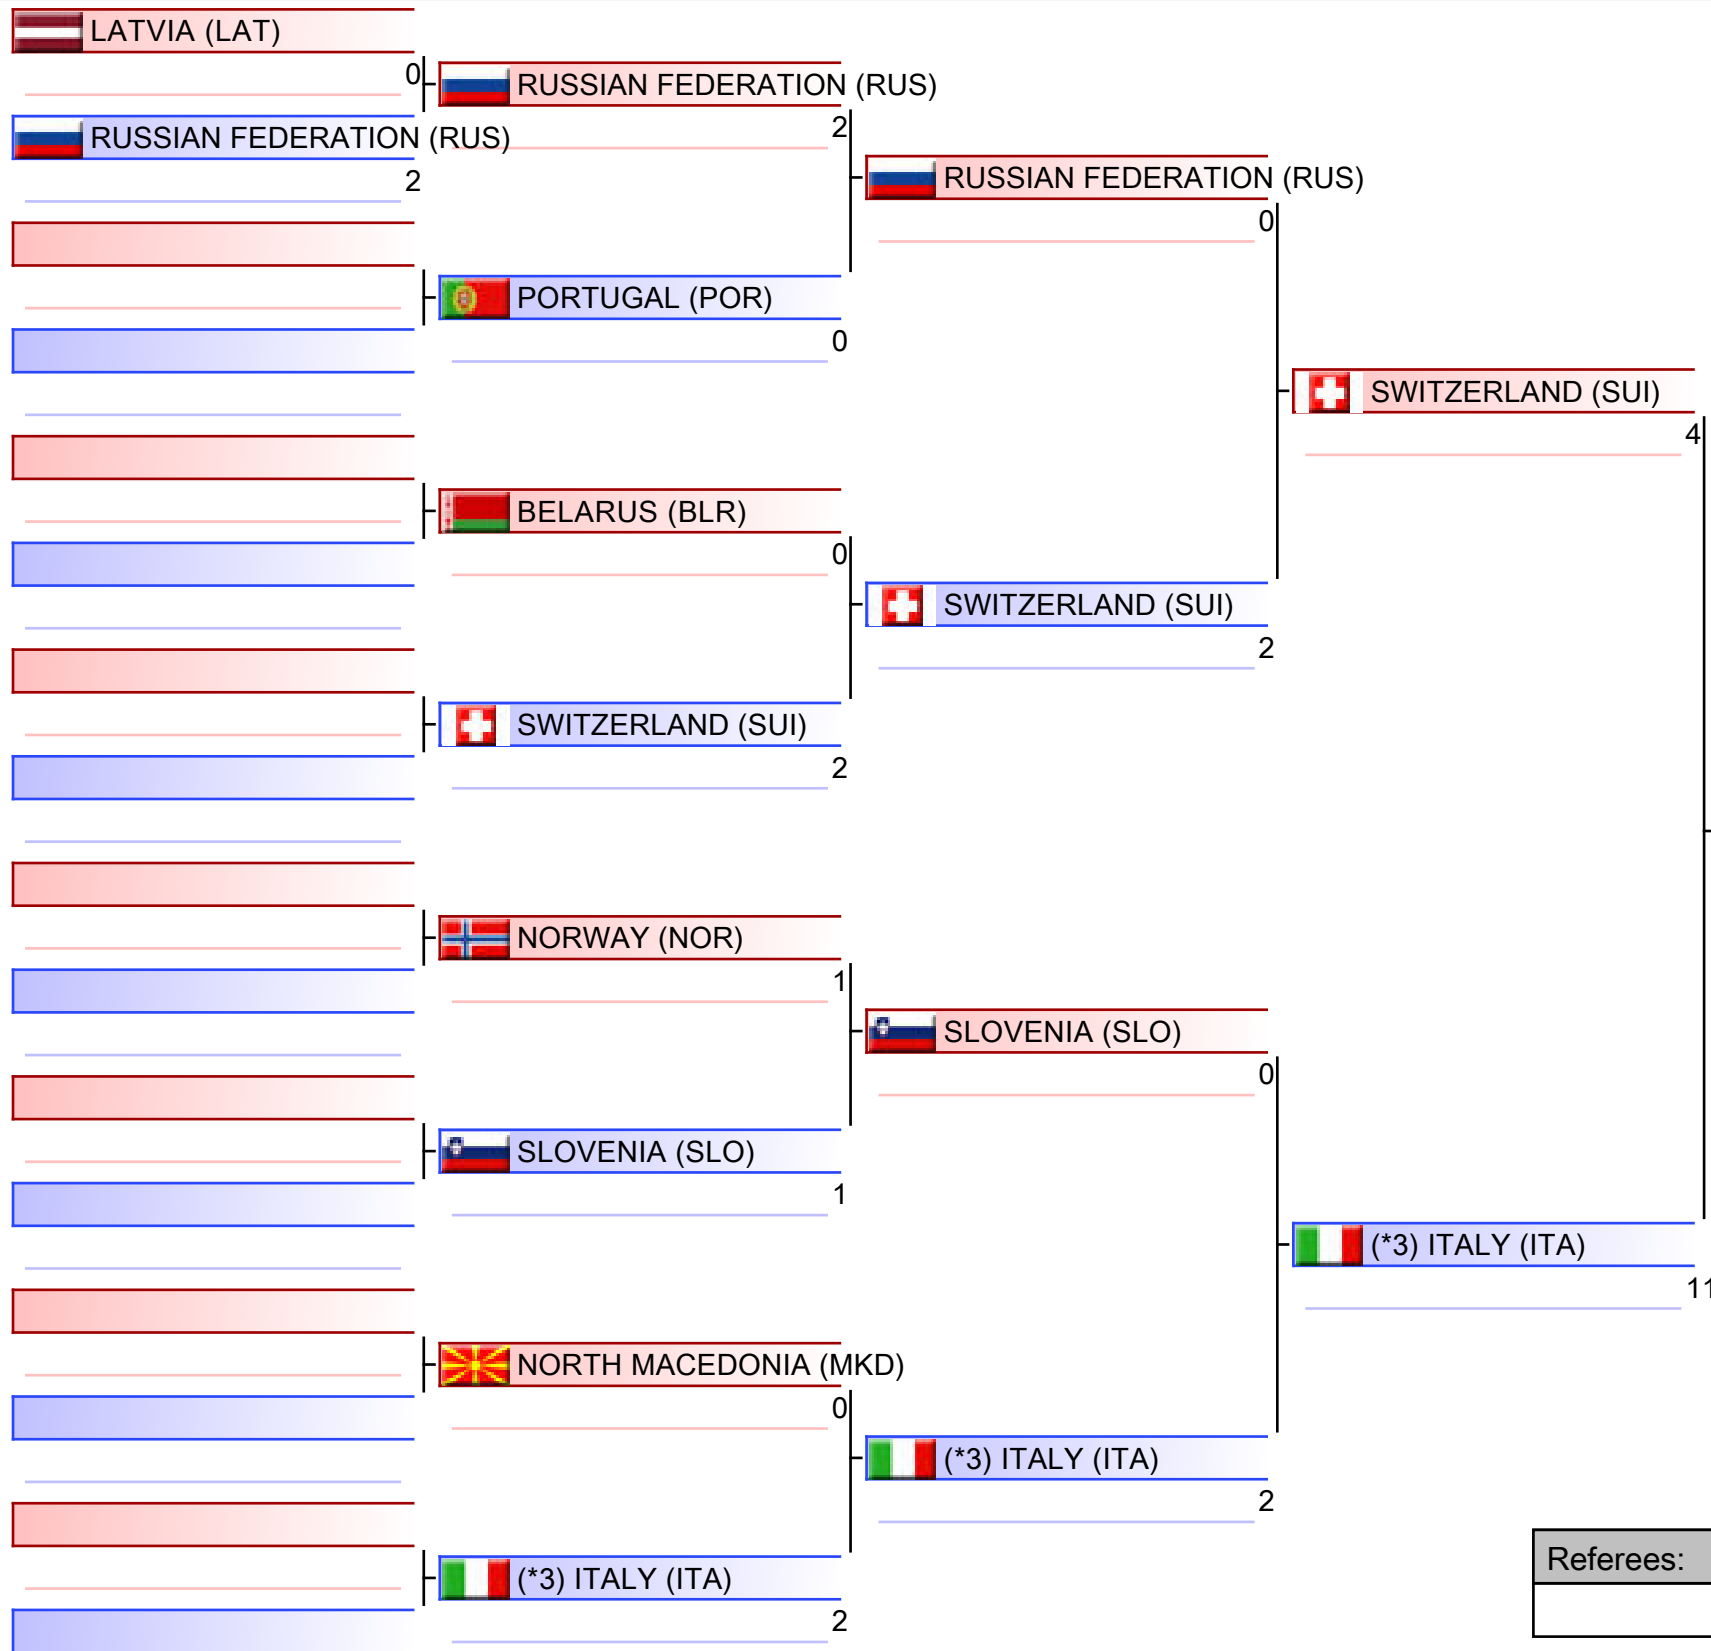 LATVIA (LAT)
0
RUSSIAN FEDERATION (RUS)
2
RUSSIAN FEDERATION (RUS)
2
PORTUGAL (POR)
0
BELARUS (BLR)
0
SWITZERLAND (SUI)
2
NORWAY (NOR)
1
SLOVENIA (SLO)
1
NORTH MACEDONIA (MKD)
0
(*3) ITALY (ITA)
2
RUSSIAN FEDERATION (RUS)
0
SWITZERLAND (SUI)
2
SLOVENIA (SLO)
0
(*3) ITALY (ITA)
2
SWITZERLAND (SUI)
4
(*3) ITALY (ITA)
11
Referees: